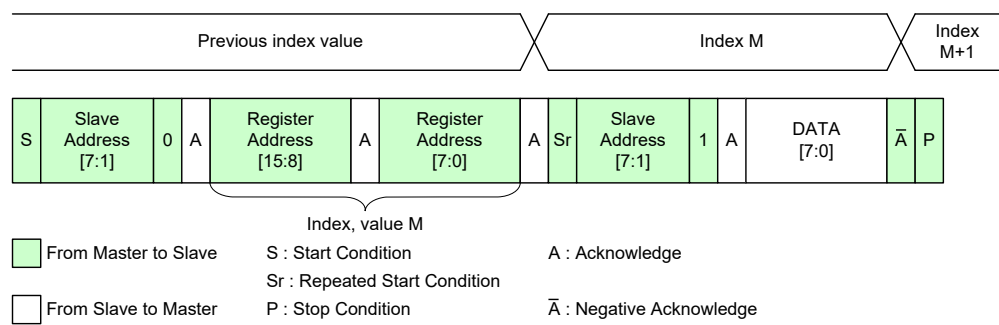 Previous index value
Index M
Index
M+1
S
Slave
Address
[7:1]
0
A
Register
Address
[15:8]
A
Register
Address
[7:0]
A
Sr
Slave
Address
[7:1]
1
A
DATA
[7:0]
A̅
P
Index, value M
From Master to Slave
S : Start Condition
A : Acknowledge
Sr : Repeated Start Condition
From Slave to Master
P : Stop Condition
A̅ : Negative Acknowledge